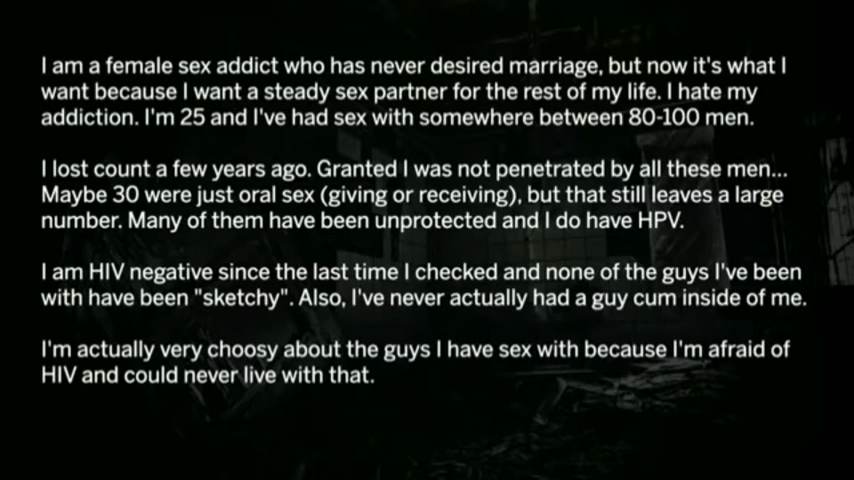 I am a female sex addict who has never desired marriage, but now it's what I
want because I want a steady sex partner for the rest of my life. I hate my
addiction. I'm 25 and I've had sex with somewhere between 80-100 men.
I lost count a few years ago. Granted I was not penetrated by all these men...
Maybe 30 were just oral sex (giving or receiving), but that still leaves a large
number. Many of them have been unprotected and I do have HPV.
I am HIV negative since the last time I checked and none of the guys I've been
with have been "sketchy". Also, I've never actually had a guy cum inside of me.
I'm actually very choosy about the guys I have sex with because I'm afraid of
HIV and could never live with that.